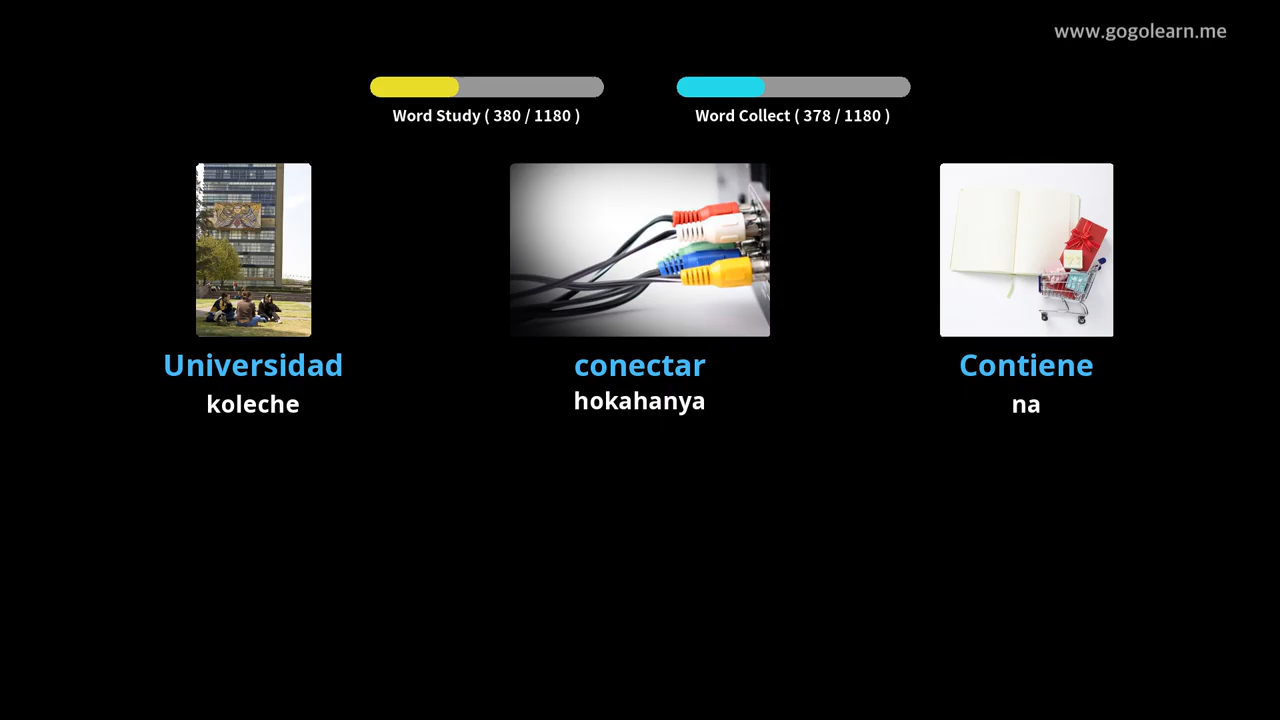 www.gogolearn.me
Word Study ( 380 / 1180 )
Word Collect ( 378 / 1180 )
Universidad
koleche
conectar
hokahanya
Contiene
na